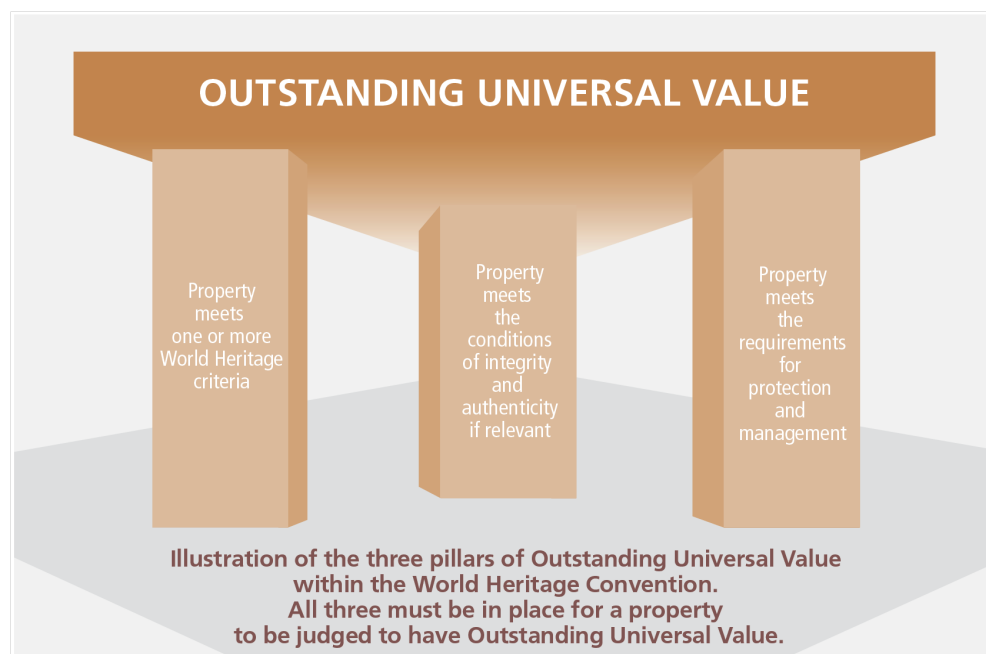 OUTSTANDING UNIVERSAL VALUE
Property
meets
one or more
World Heritage
criteria
Property
meets
the
conditions
of integrity
and
authenticity
if relevant
Property
meets
the
requirements
for
protection
and
management
Illustration of the three pillars of Outstanding Universal Value
within the World Heritage Convention.
All three must be in place for a property
to be judged to have Outstanding Universal Value.